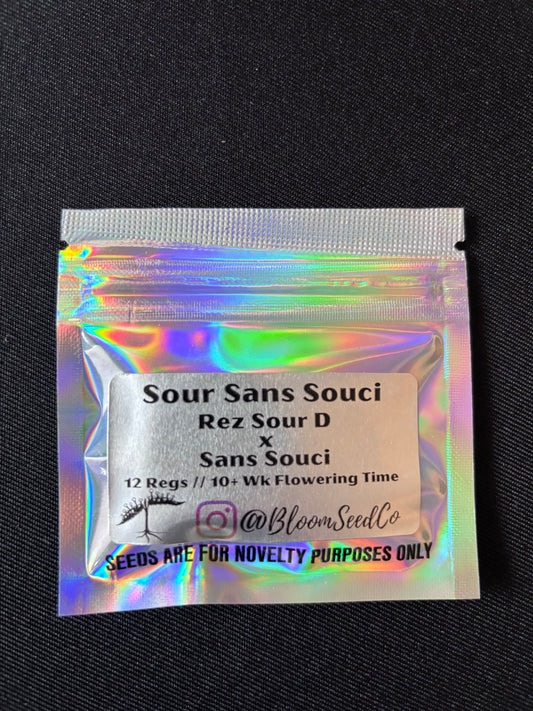 Sour Sans Souci
Rez Sour D
x
Sans Souci
12 Regs // 10+ Wk Flowering Time
@BloomSeedCo
SEEDS ARE FOR NOVELTY PURPOSES ONLY